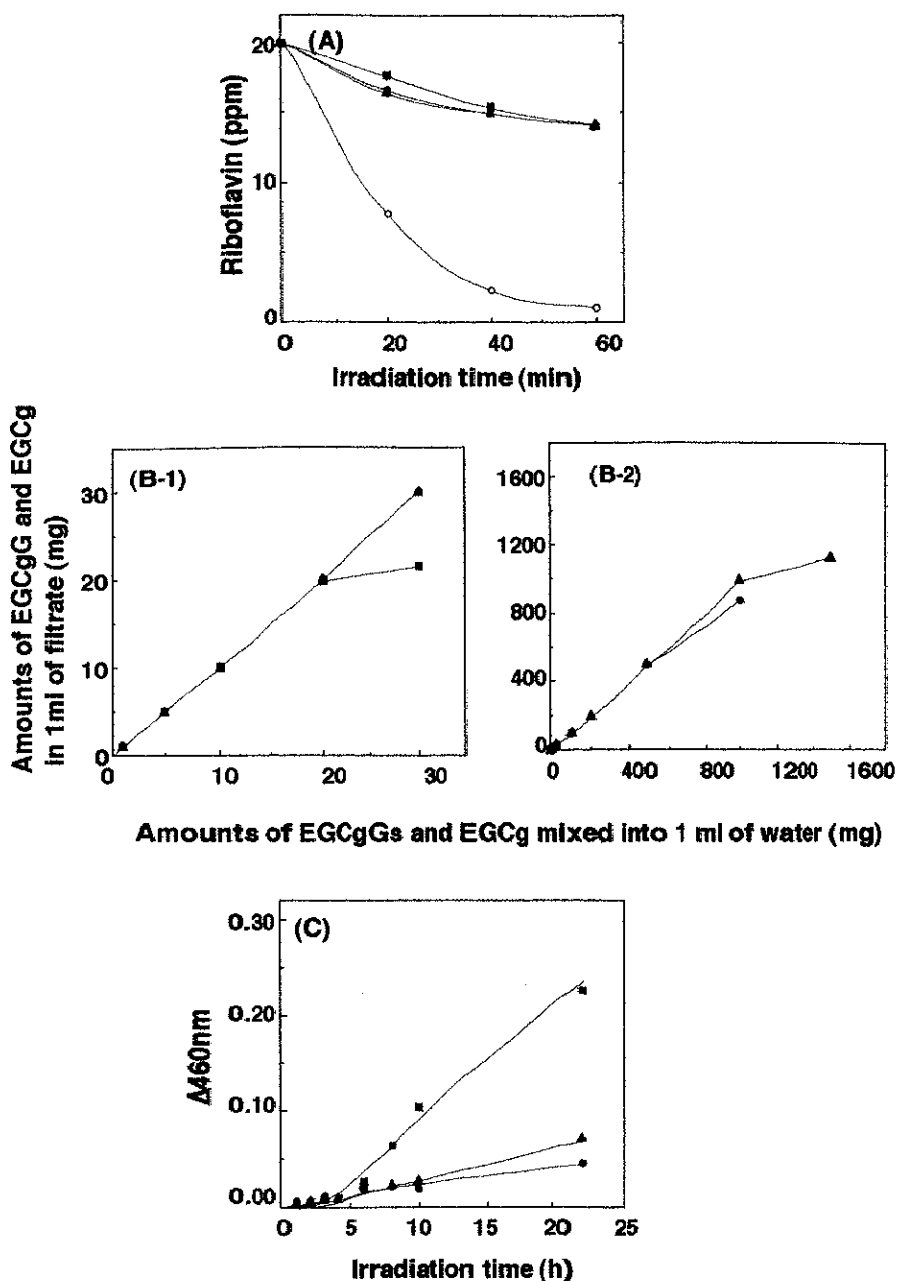 (A)
20
10
0
Riboflavin (ppm)
0 20 40 60
Irradiation time (min)
Amounts of EGCgG and EGCg
in 1ml of filtrate (mg)
(B-1)
30
20
10
0
0 10 20 30
(B-2)
1600
1200
800
400
0
0 400 800 1200 1600
Amounts of EGCgGs and EGCg mixed into 1 ml of water (mg)
(C)
0.30
0.20
0.10
0.00
Δ460nm
0 5 10 15 20 25
Irradiation time (h)